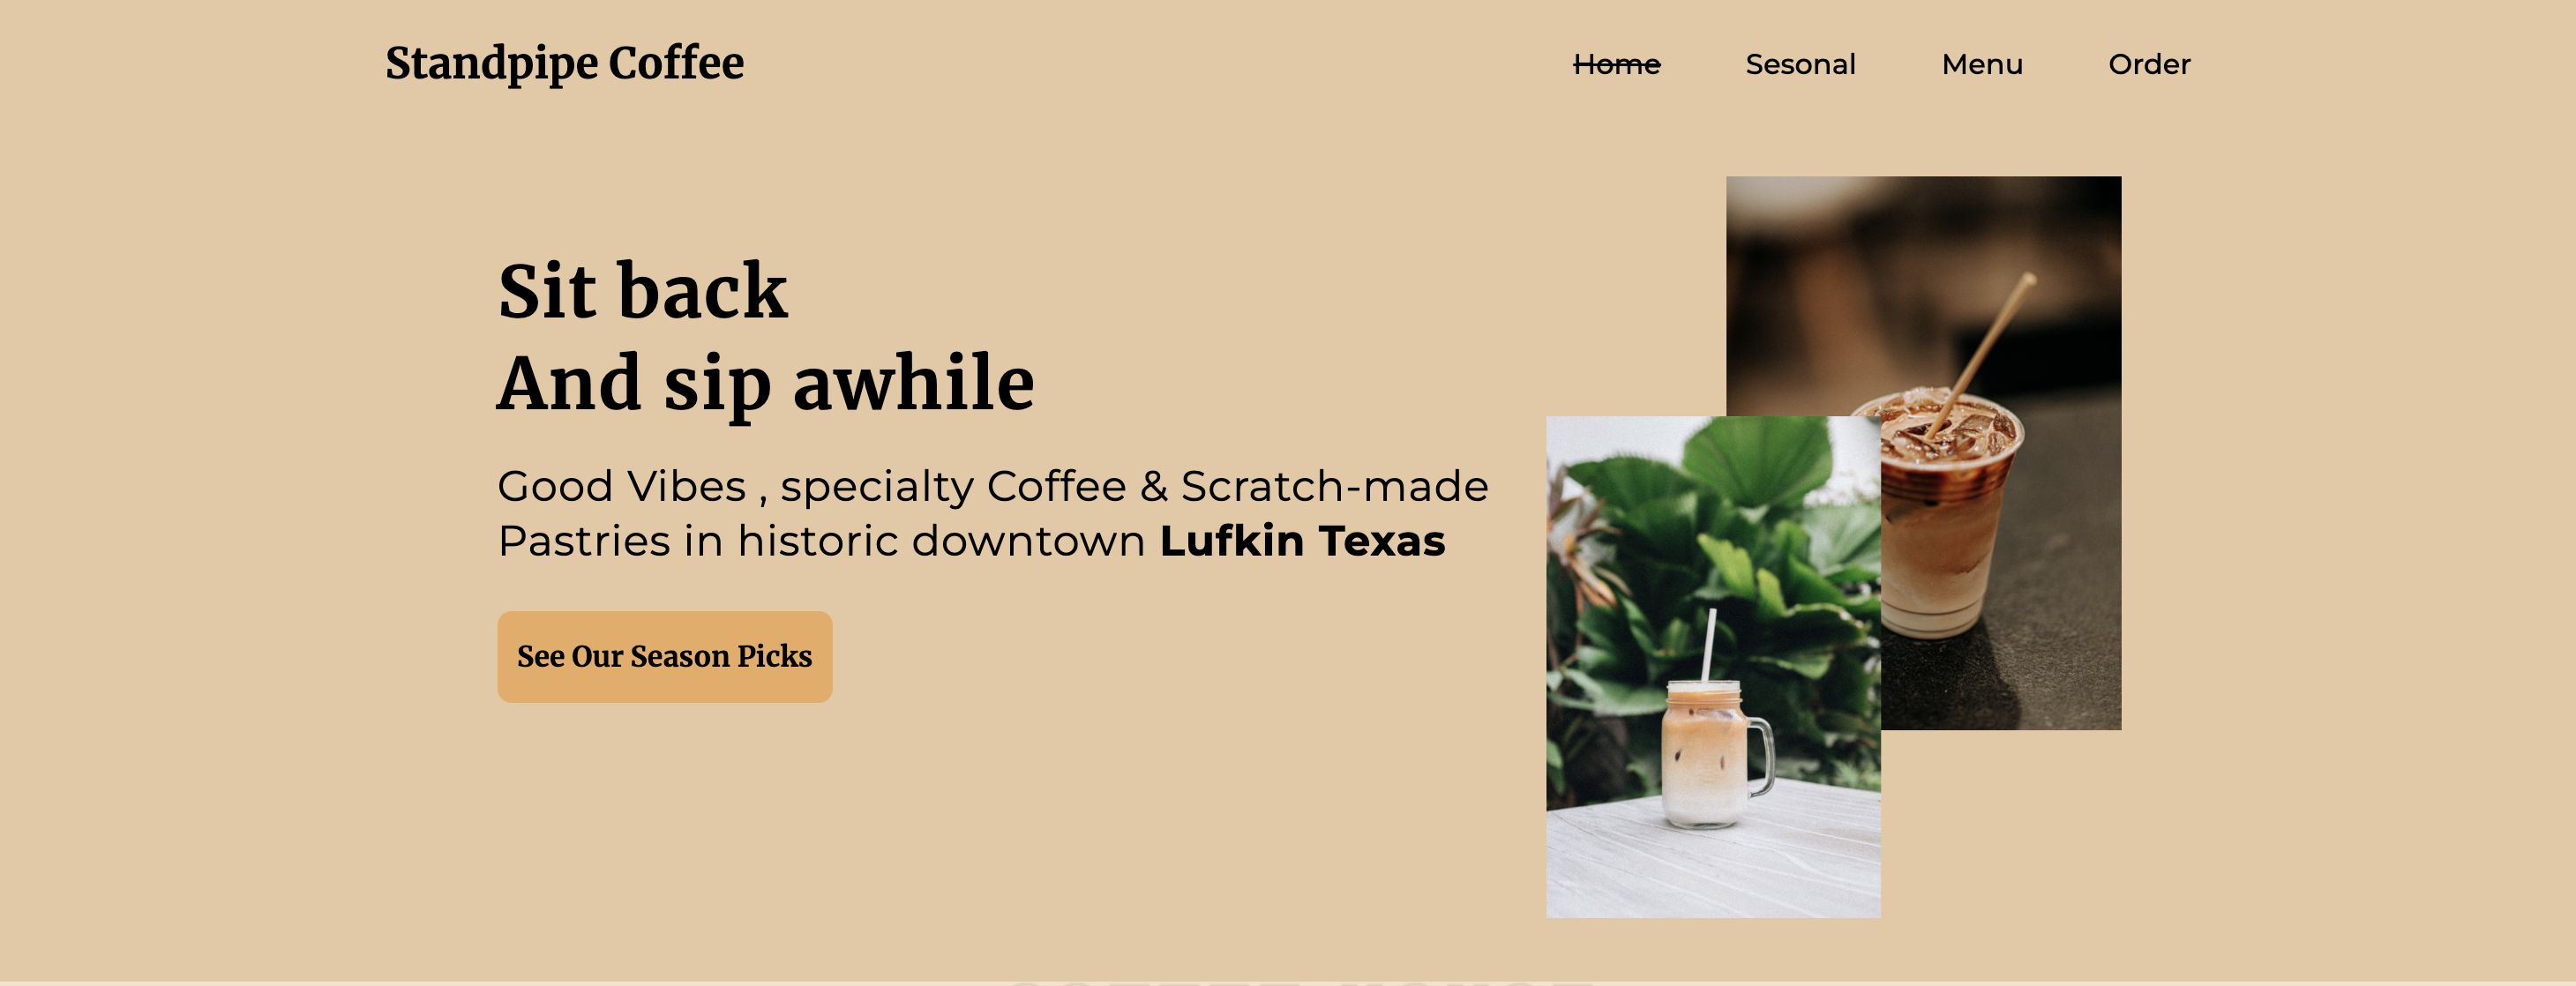 Standpipe Coffee
Home Sesonal Menu Order
Sit back
And sip awhile
Good Vibes , specialty Coffee & Scratch-made
Pastries in historic downtown Lufkin Texas
See Our Season Picks